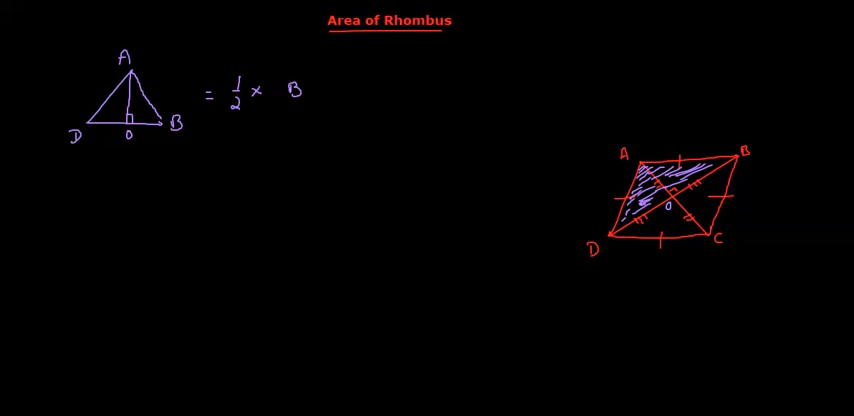 Area of Rhombus
A
D O B
= 1/2 × B
A B
O
D C